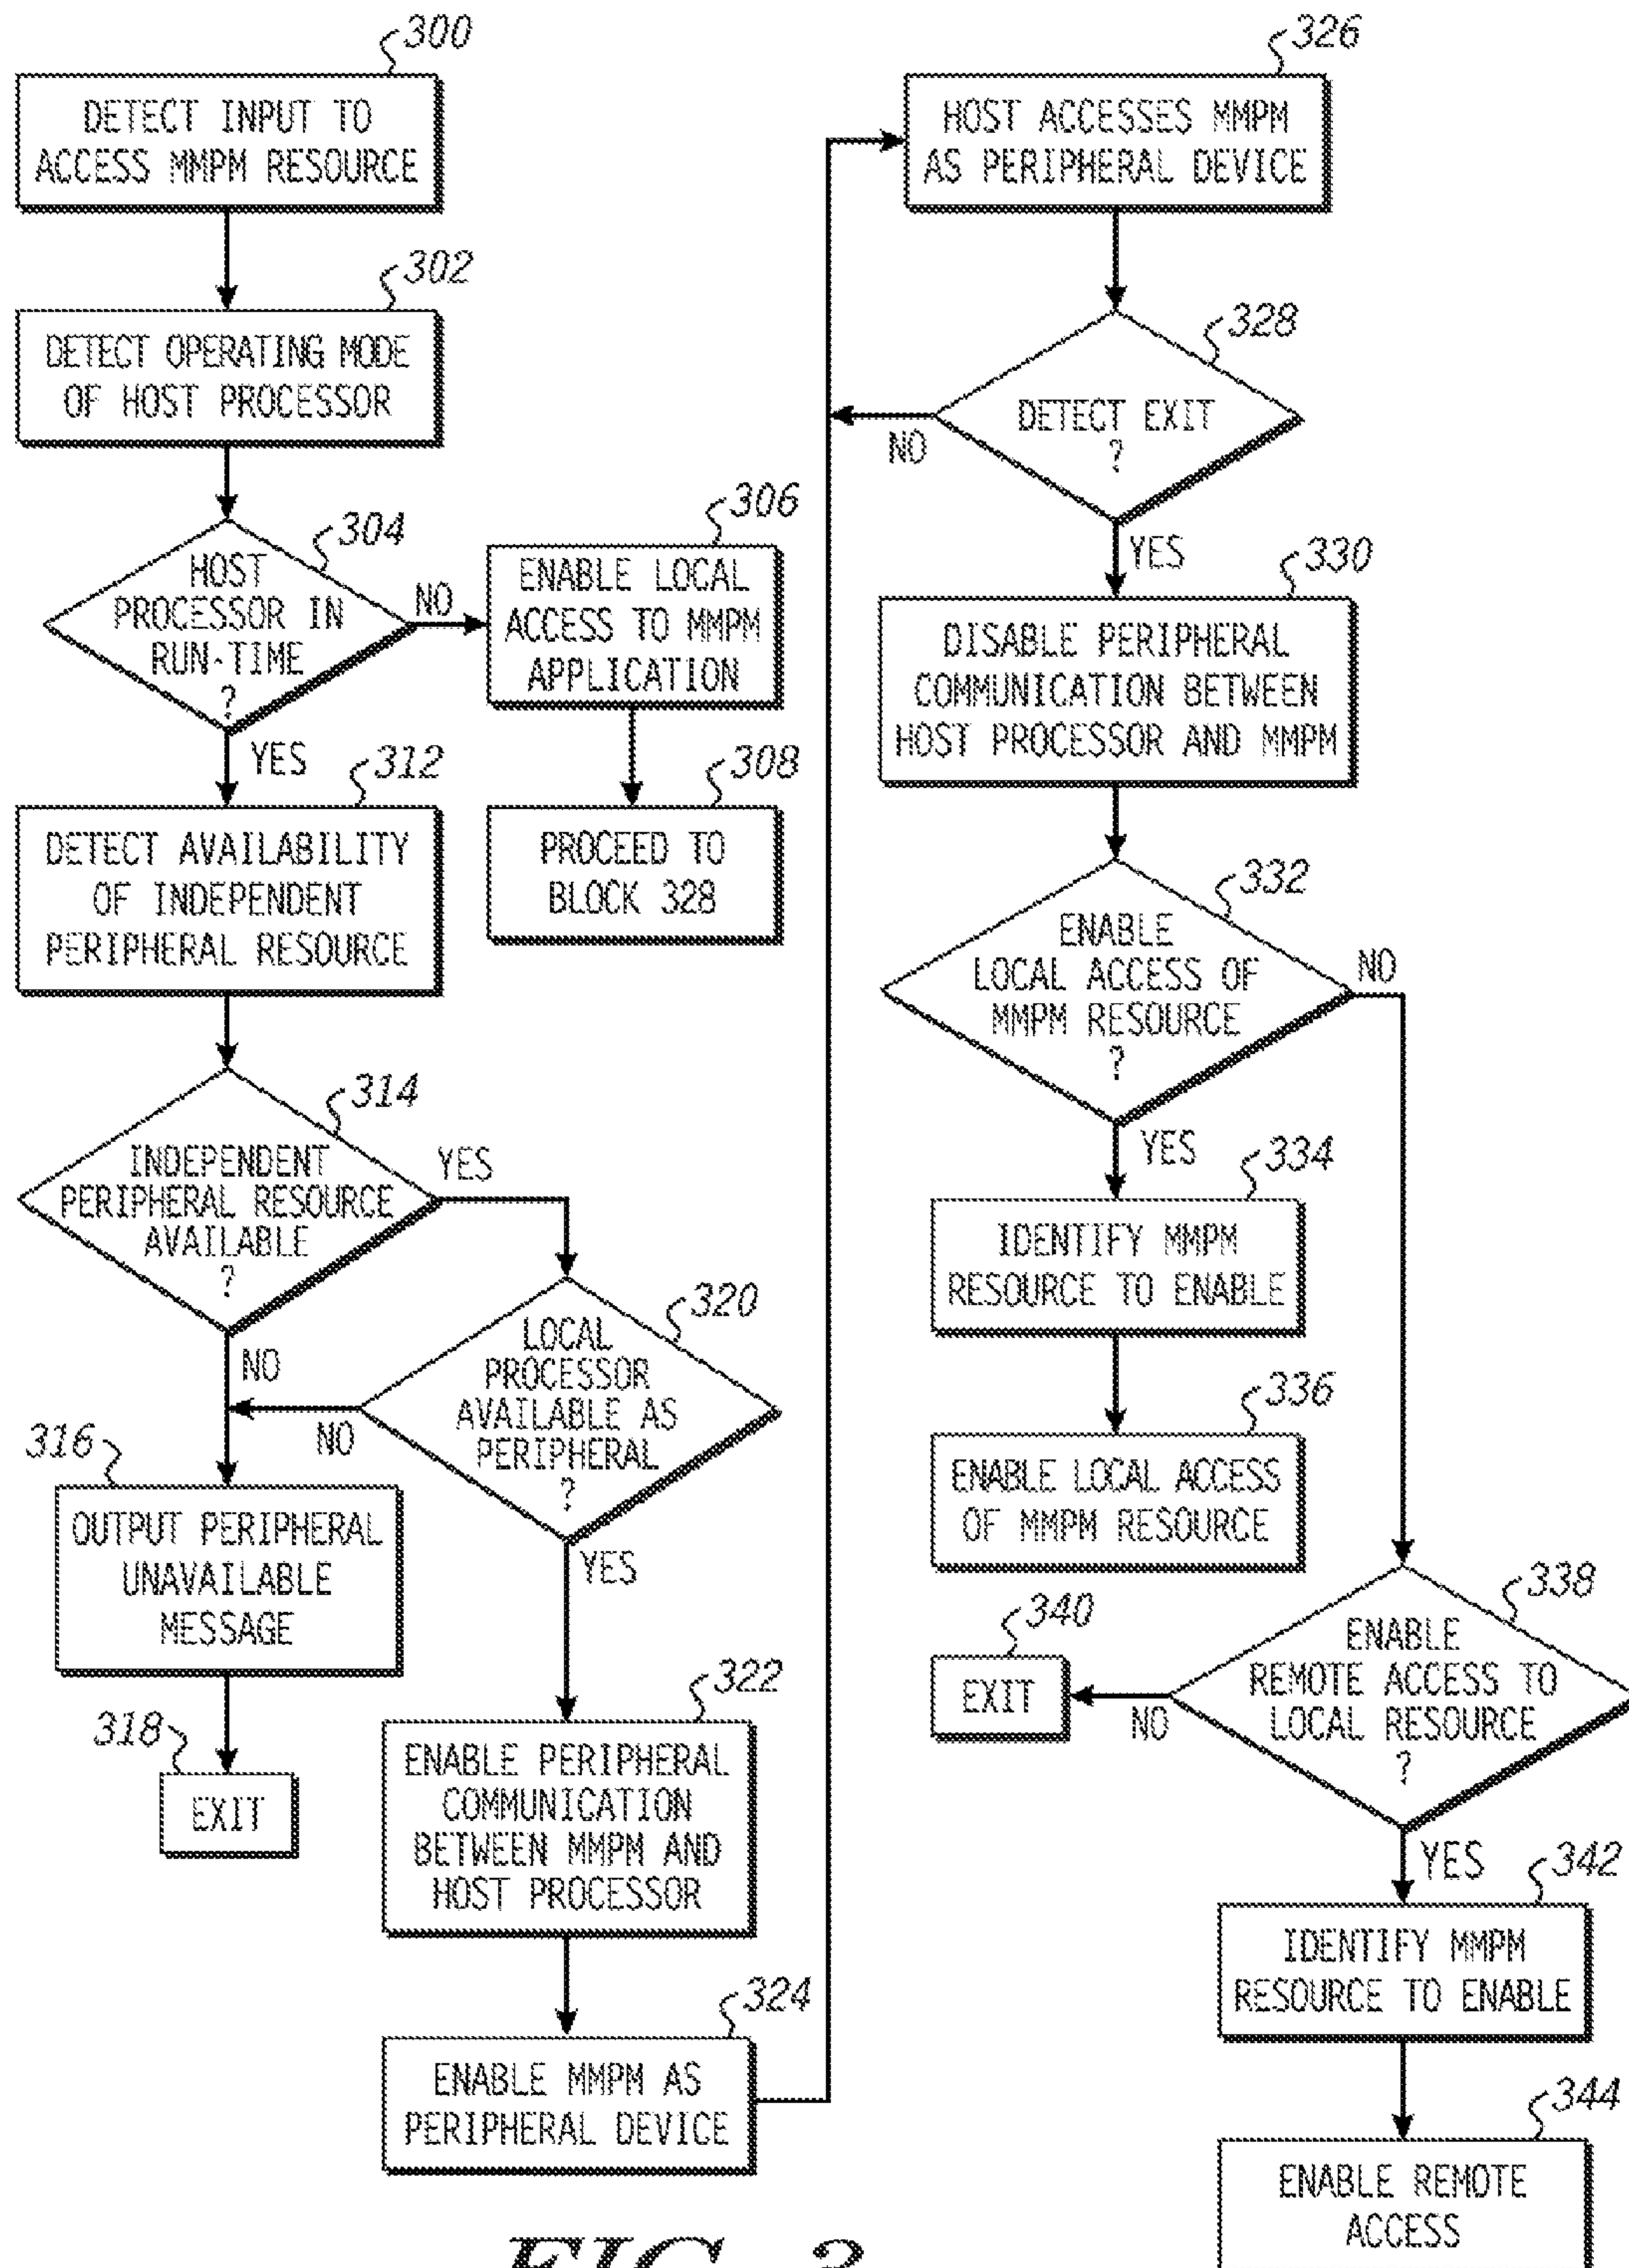 300
DETECT INPUT TO
ACCESS MMPM RESOURCE
302
DETECT OPERATING MODE
OF HOST PROCESSOR
304
HOST
PROCESSOR IN
RUN-TIME
?
NO
YES
306
ENABLE LOCAL
ACCESS TO MMPM
APPLICATION
308
PROCEED TO
BLOCK 328
312
DETECT AVAILABILITY
OF INDEPENDENT
PERIPHERAL RESOURCE
314
INDEPENDENT
PERIPHERAL RESOURCE
AVAILABLE
?
YES
NO
320
LOCAL
PROCESSOR
AVAILABLE AS
PERIPHERAL
?
NO
YES
316
OUTPUT PERIPHERAL
UNAVAILABLE
MESSAGE
318
EXIT
322
ENABLE PERIPHERAL
COMMUNICATION
BETWEEN MMPM AND
HOST PROCESSOR
324
ENABLE MMPM AS
PERIPHERAL DEVICE
326
HOST ACCESSES MMPM
AS PERIPHERAL DEVICE
328
DETECT EXIT
?
NO
YES
330
DISABLE PERIPHERAL
COMMUNICATION BETWEEN
HOST PROCESSOR AND MMPM
332
ENABLE
LOCAL ACCESS OF
MMPM RESOURCE
?
NO
YES
334
IDENTIFY MMPM
RESOURCE TO ENABLE
336
ENABLE LOCAL ACCESS
OF MMPM RESOURCE
338
ENABLE
REMOTE ACCESS TO
LOCAL RESOURCE
?
NO
YES
340
EXIT
342
IDENTIFY MMPM
RESOURCE TO ENABLE
344
ENABLE REMOTE
ACCESS
FIG. 3